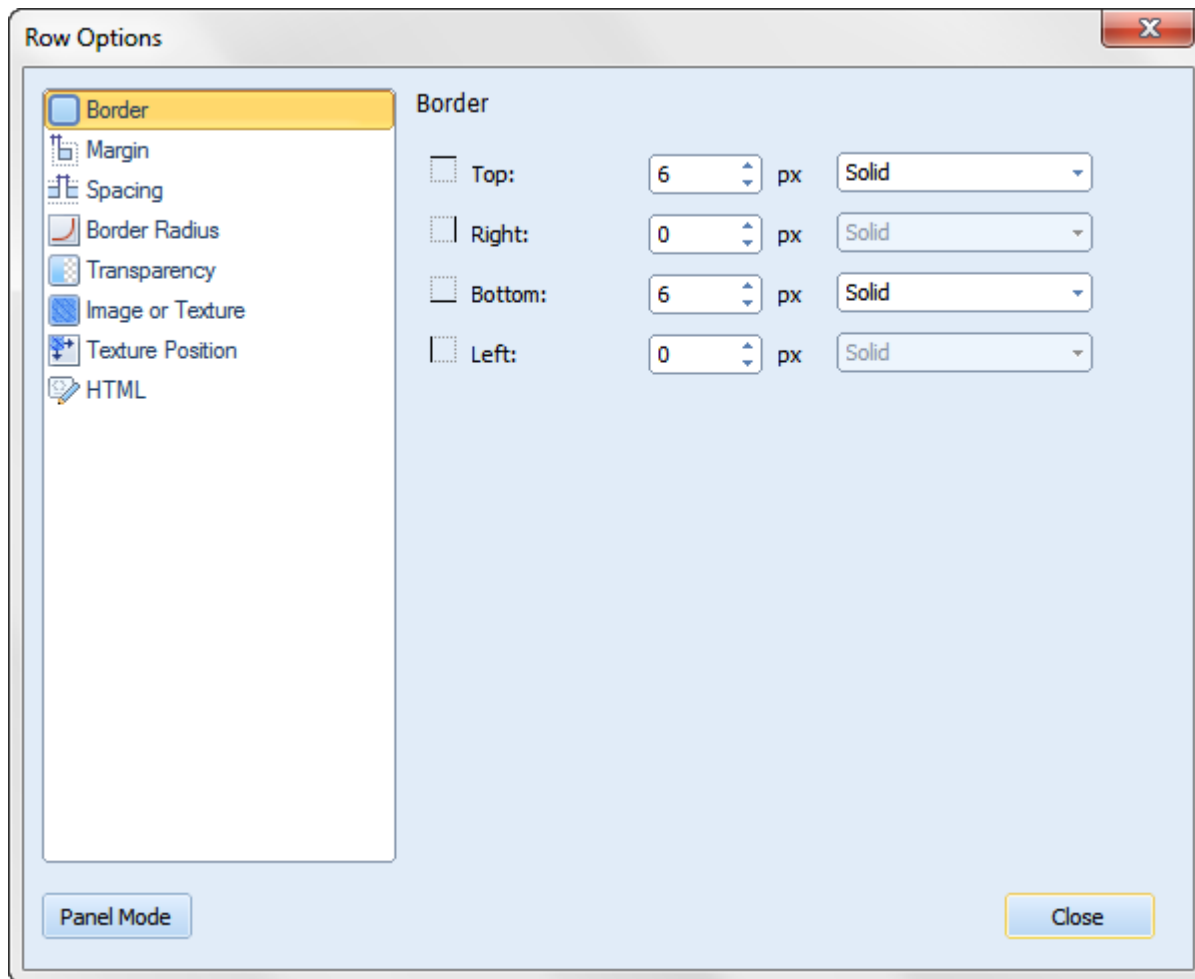 Row Options
Border
Margin
Spacing
Border Radius
Transparency
Image or Texture
Texture Position
HTML
Border
Top: 6 px Solid
Right: 0 px Solid
Bottom: 6 px Solid
Left: 0 px Solid
Panel Mode
Close